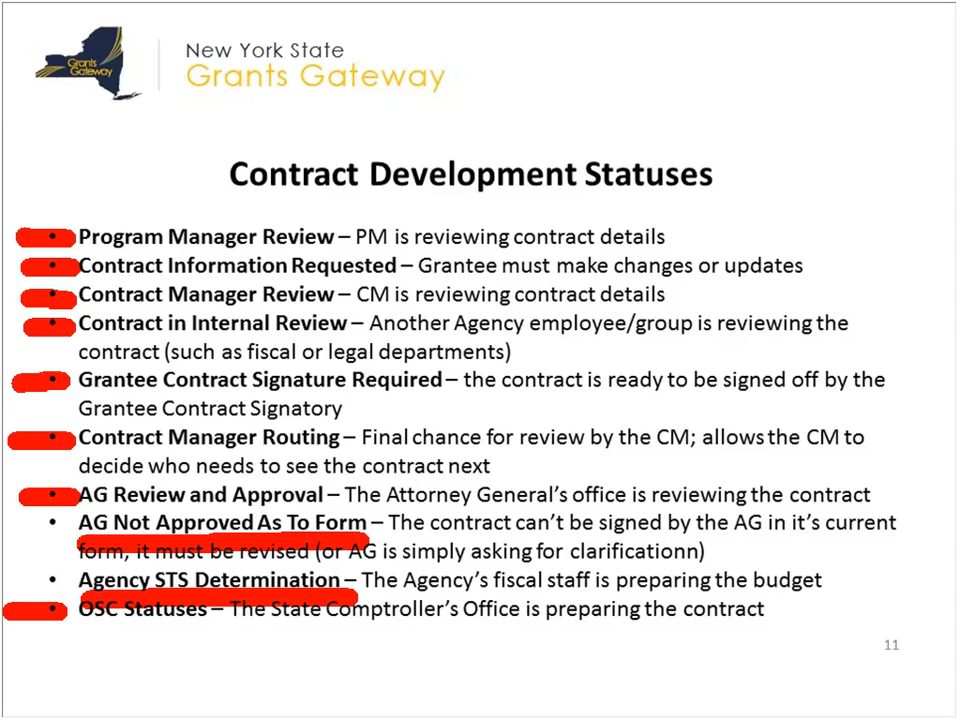 Grants
Gateway
New York State
Grants Gateway
Contract Development Statuses
• Program Manager Review – PM is reviewing contract details
• Contract Information Requested – Grantee must make changes or updates
• Contract Manager Review – CM is reviewing contract details
• Contract in Internal Review – Another Agency employee/group is reviewing the
contract (such as fiscal or legal departments)
• Grantee Contract Signature Required – the contract is ready to be signed off by the
Grantee Contract Signatory
• Contract Manager Routing – Final chance for review by the CM; allows the CM to
decide who needs to see the contract next
• AG Review and Approval – The Attorney General's office is reviewing the contract
• AG Not Approved As To Form – The contract can't be signed by the AG in it's current
form, it must be revised (or AG is simply asking for clarificationn)
• Agency STS Determination – The Agency's fiscal staff is preparing the budget
• OSC Statuses – The State Comptroller's Office is preparing the contract
11